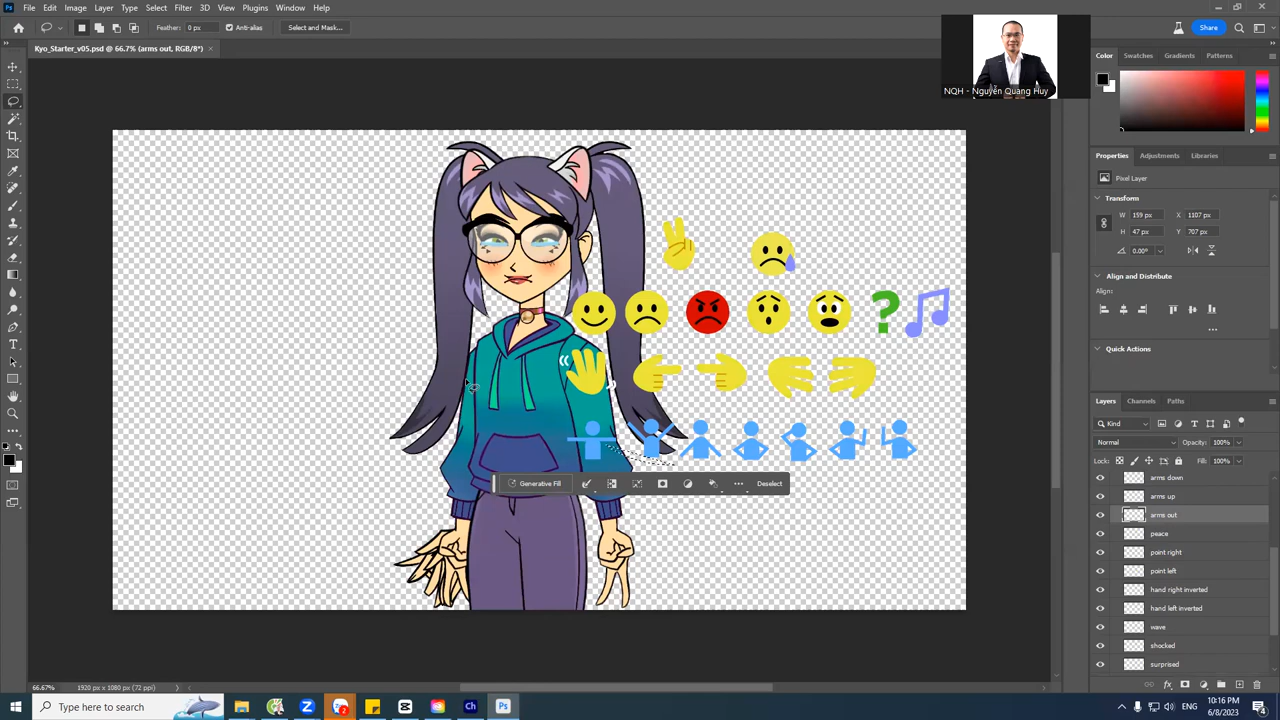 File Edit Image Layer Type Select Filter 3D View Plugins Window Help
Feather: 0 px Anti-alias Select and Mask... Share
Kyo_Starter_v05.psd @ 66.7% (arms out, RGB/8*) ×
NQH - Nguyễn Quang Huy
Color Swatches Gradients Patterns
Properties Adjustments Libraries
Pixel Layer
Transform
W 159 px X 1107 px
H 47 px Y 707 px
0.00°
Align and Distribute
Align:
Quick Actions
Layers Channels Paths
Kind
Normal Opacity: 100%
Lock: Fill: 100%
arms down
arms up
arms out
peace
point right
point left
hand right inverted
hand left inverted
wave
shocked
surprised
Generative Fill Deselect
66.67% 1920 px x 1080 px (72 ppi)
Type here to search
2
Ch
Ps
10:16 PM
6/8/2023
4